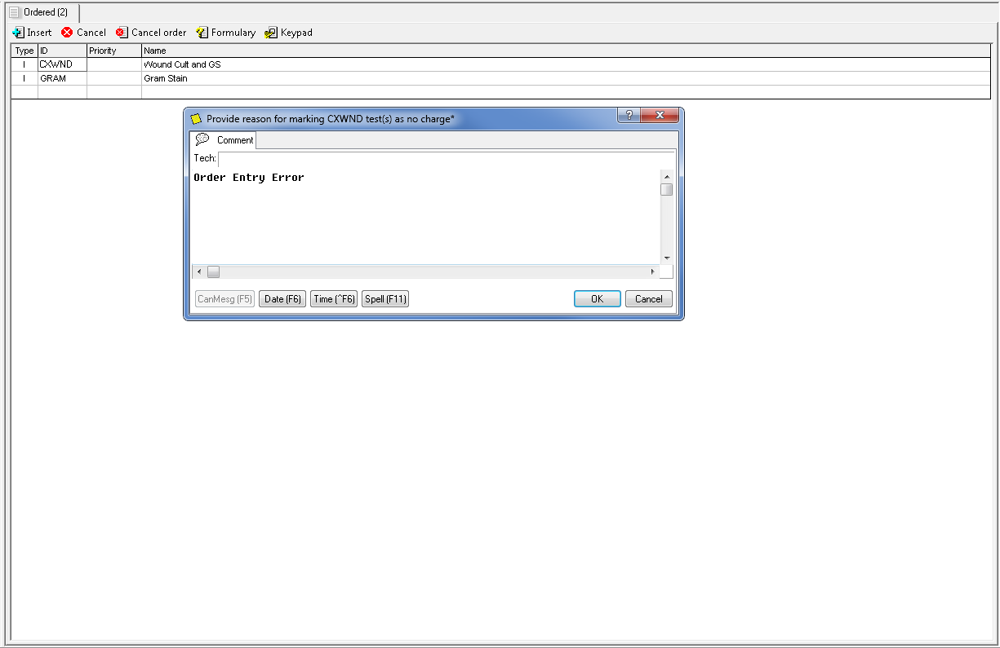 Ordered (2)
Insert Cancel Cancel order Formulary Keypad
Type ID Priority Name
I CXWND Wound Cult and GS
I GRAM Gram Stain
Provide reason for marking CXWND test(s) as no charge*
? X
Comment
Tech:
Order Entry Error
CanMesg (F5) Date (F6) Time (^F6) Spell (F11) OK Cancel